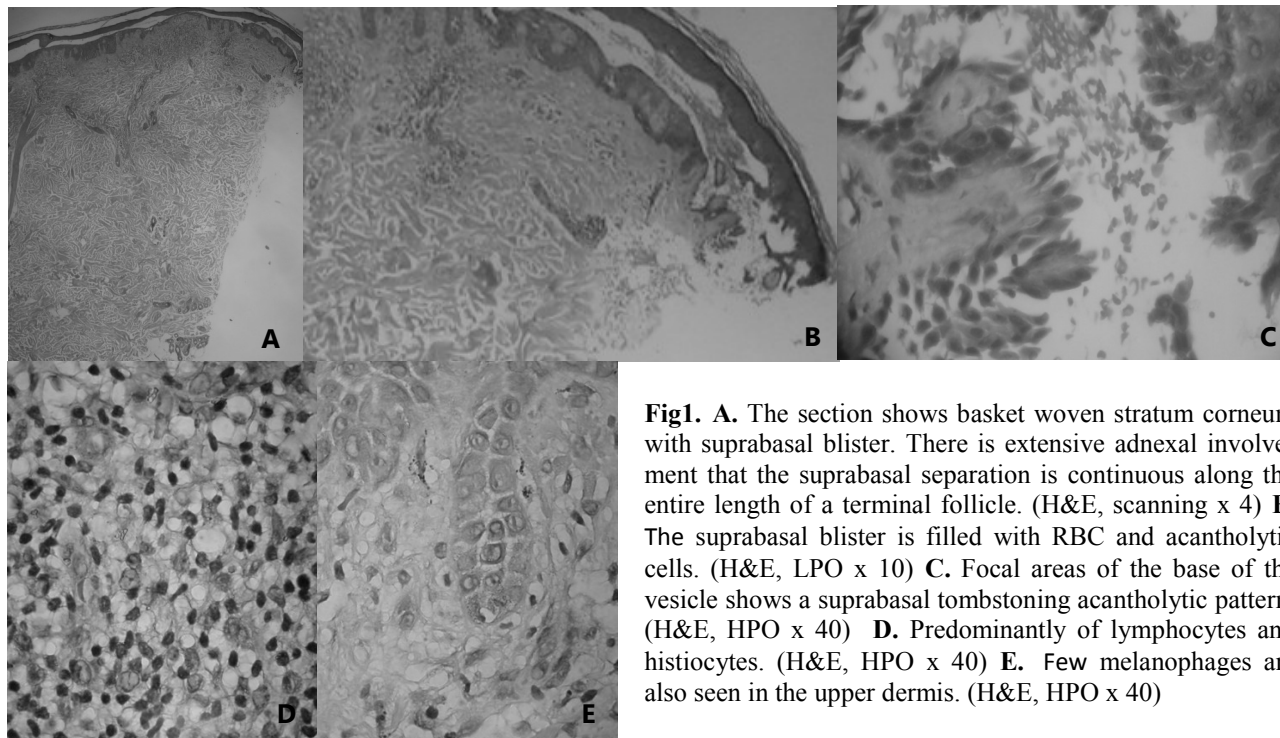 A
B
C
D
E
Fig1. A. The section shows basket woven stratum corneum
with suprabasal blister. There is extensive adnexal involve-
ment that the suprabasal separation is continuous along the
entire length of a terminal follicle. (H&E, scanning x 4) B.
The suprabasal blister is filled with RBC and acantholytic
cells. (H&E, LPO x 10) C. Focal areas of the base of the
vesicle shows a suprabasal tombstoning acantholytic pattern.
(H&E, HPO x 40) D. Predominantly of lymphocytes and
histiocytes. (H&E, HPO x 40) E. Few melanophages are
also seen in the upper dermis. (H&E, HPO x 40)